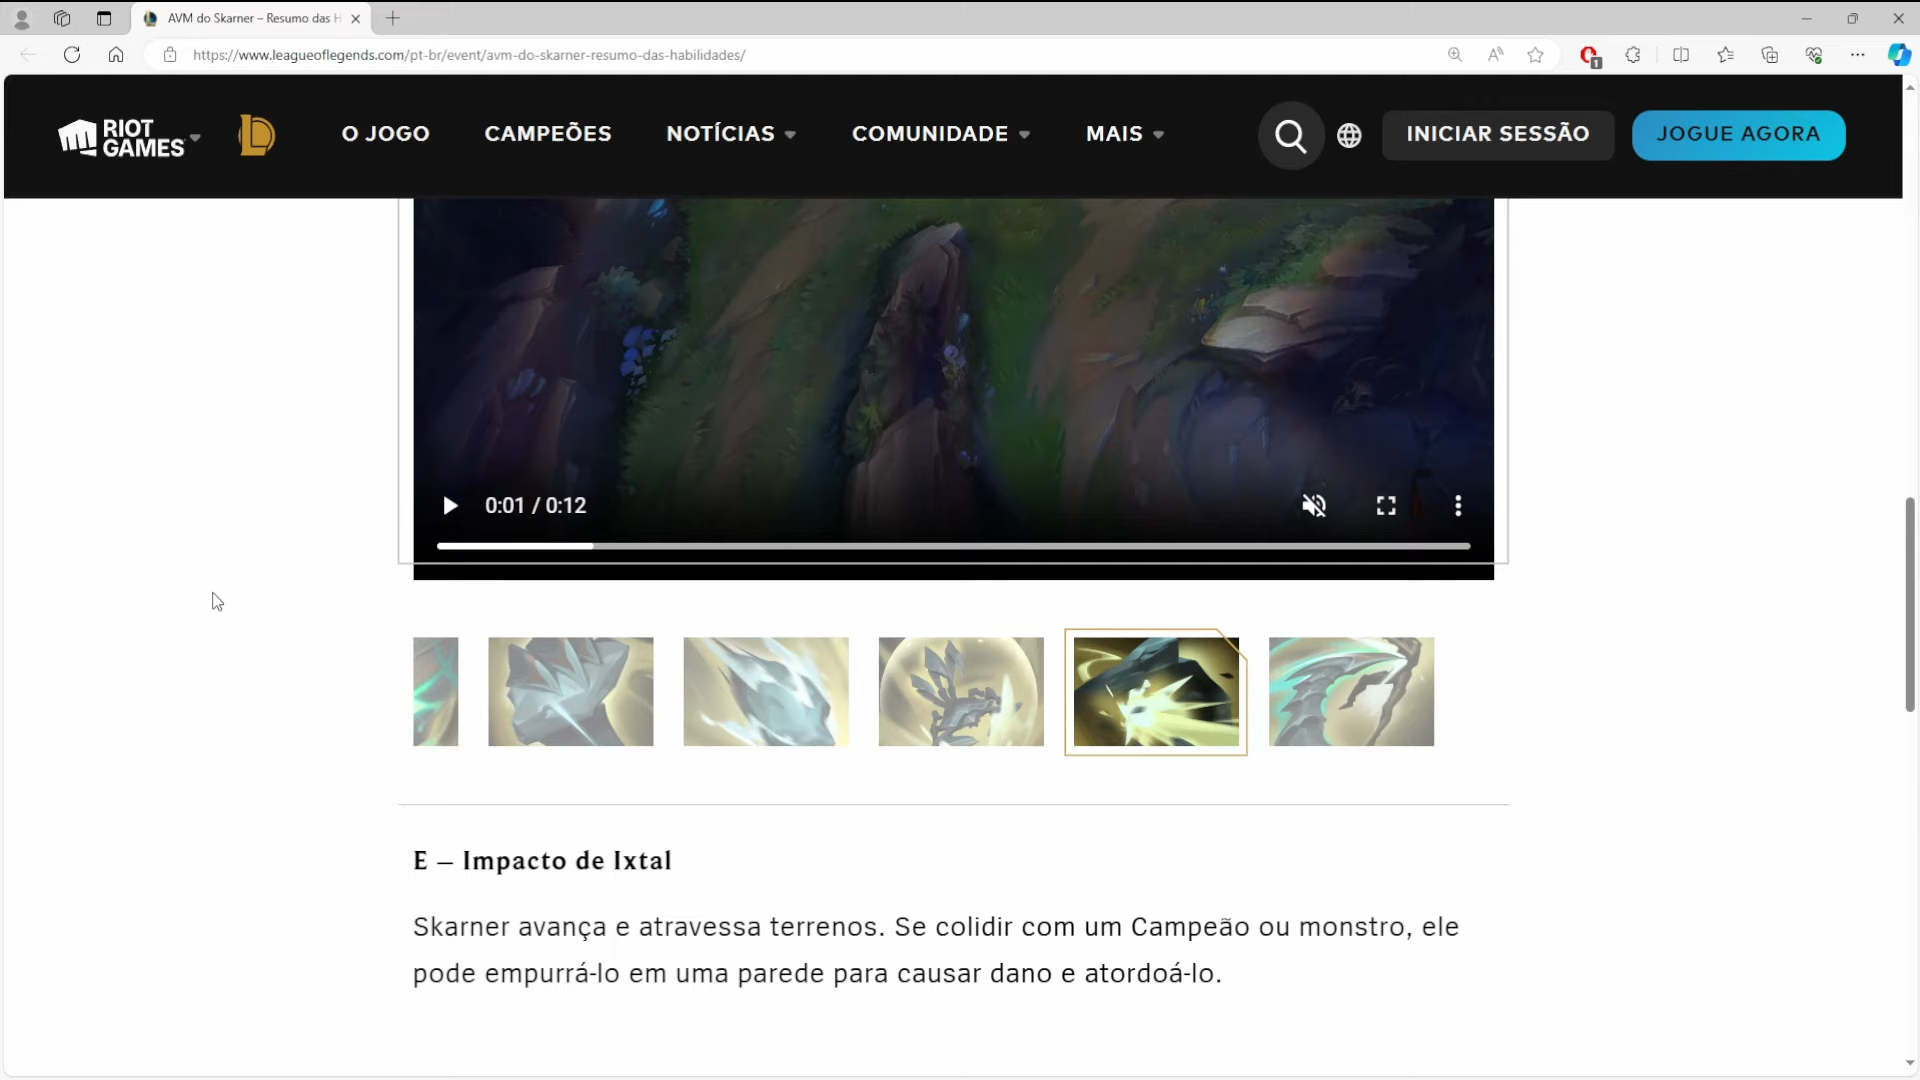 AVM do Skarner – Resumo das H
https://www.leagueoflegends.com/pt-br/event/avm-do-skarner-resumo-das-habilidades/
1
RIOT GAMES
O JOGO
CAMPEÕES
NOTÍCIAS
COMUNIDADE
MAIS
INICIAR SESSÃO
JOGUE AGORA
0:01 / 0:12
E – Impacto de Ixtal
Skarner avança e atravessa terrenos. Se colidir com um Campeão ou monstro, ele
pode empurrá-lo em uma parede para causar dano e atordoá-lo.